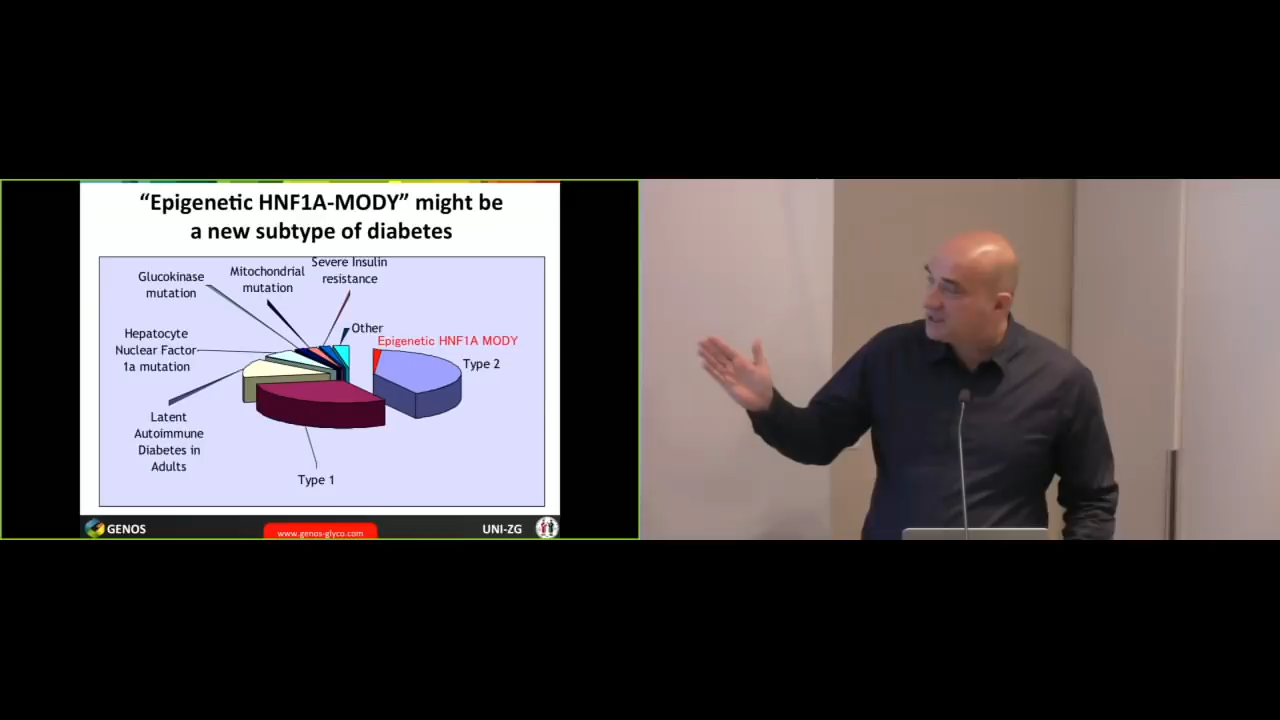 “Epigenetic HNF1A-MODY” might be
a new subtype of diabetes
Severe Insulin
resistance
Mitochondrial
mutation
Glucokinase
mutation
Other
Epigenetic HNF1A MODY
Hepatocyte
Nuclear Factor
1a mutation
Type 2
Latent
Autoimmune
Diabetes in
Adults
Type 1
GENOS
www.genos-glyco.com
UNI-ZG